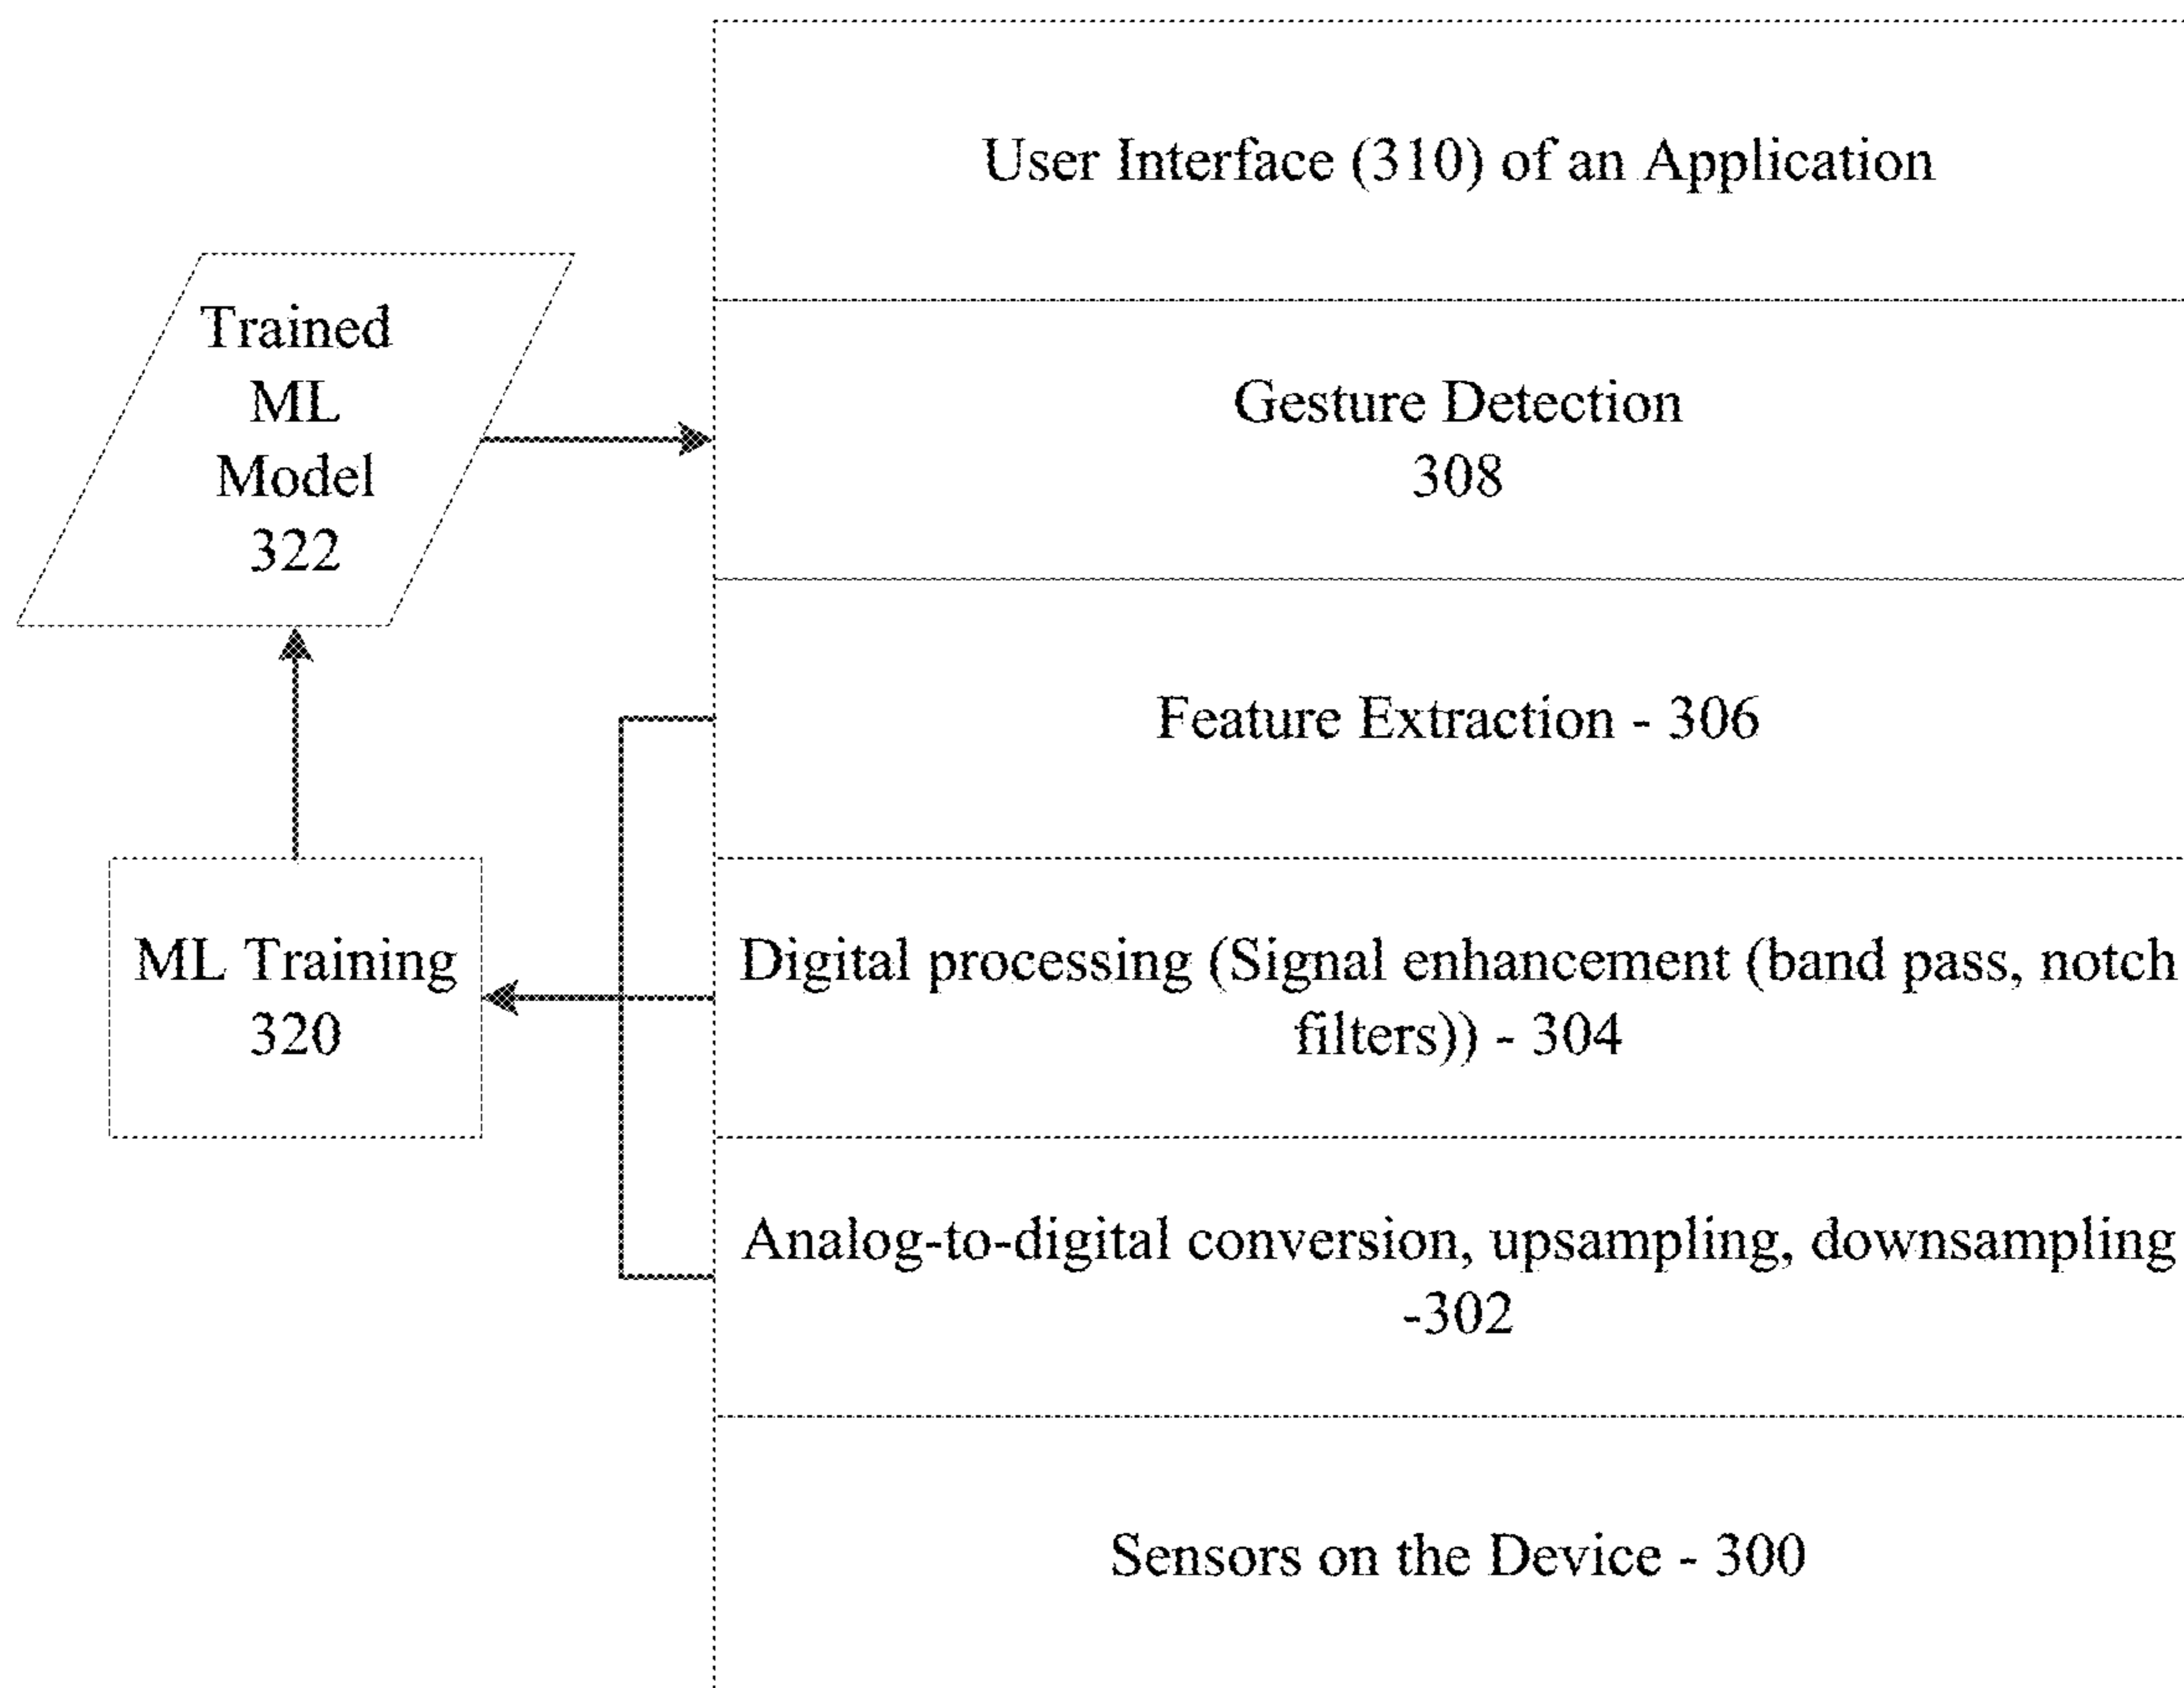 User Interface (310) of an Application
Trained
ML
Model
322
Gesture Detection
308
Feature Extraction - 306
ML Training
320
Digital processing (Signal enhancement (band pass, notch
filters)) - 304
Analog-to-digital conversion, upsampling, downsampling
-302
Sensors on the Device - 300